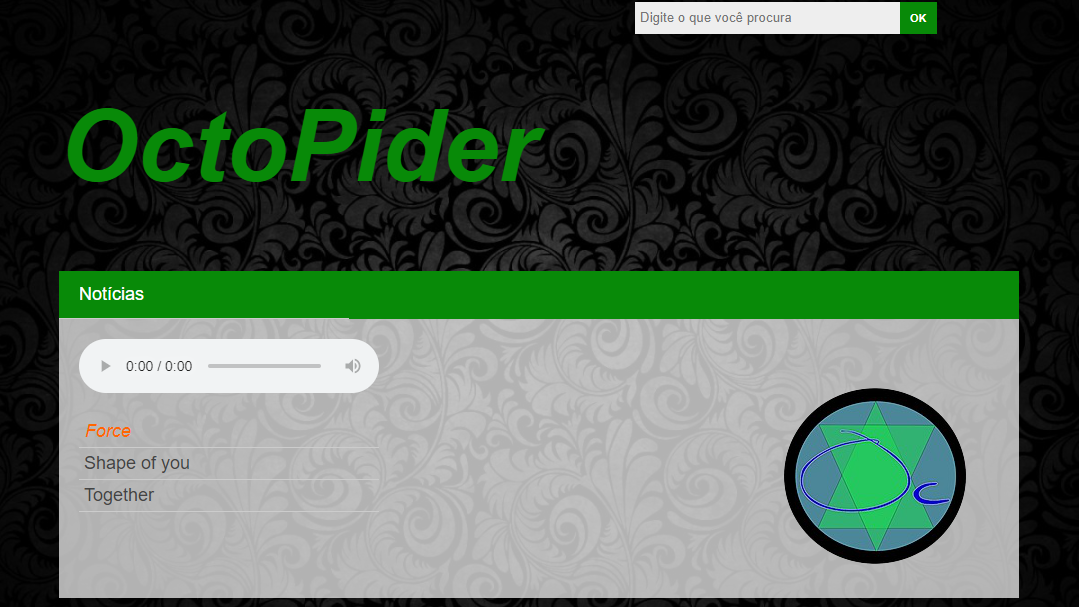 Digite o que você procura
OK
OctoPider
Notícias
0:00 / 0:00
Force
Shape of you
Together